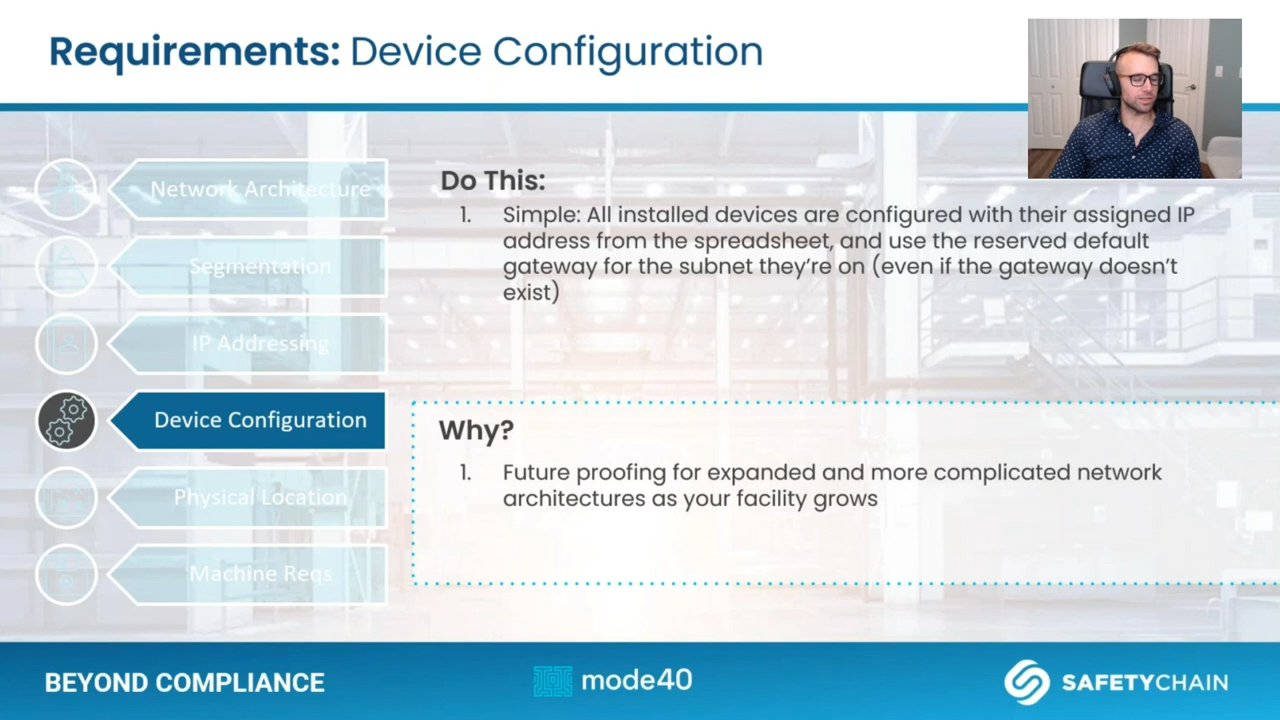 Requirements: Device Configuration
Network Architecture
Segmentation
IP Addressing
Device Configuration
Physical Location
Machine Reqs
Do This:
1. Simple: All installed devices are configured with their assigned IP
address from the spreadsheet, and use the reserved default
gateway for the subnet they’re on (even if the gateway doesn’t
exist)
Why?
1. Future proofing for expanded and more complicated network
architectures as your facility grows
BEYOND COMPLIANCE
mode40
SAFETYCHAIN